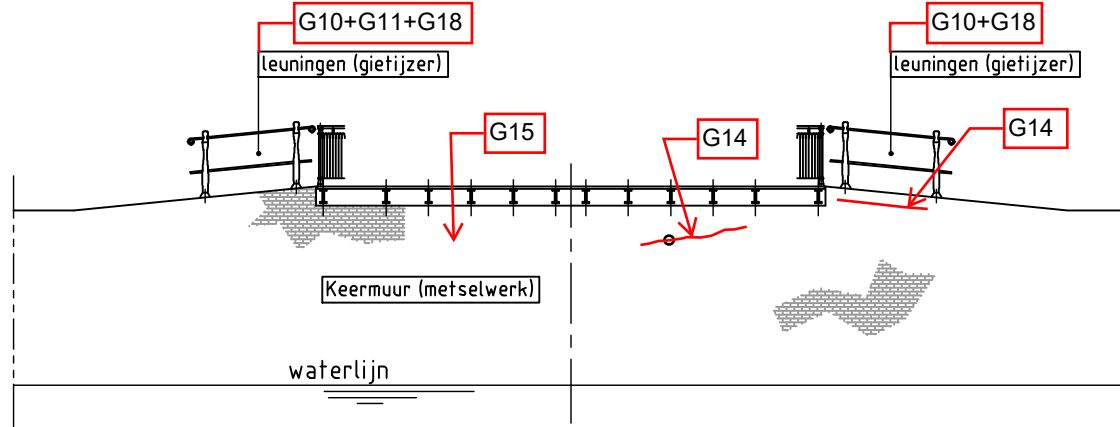 G10+G11+G18
G10+G18
leuningen (gietijzer)
leuningen (gietijzer)
G15
G14
G14
Keermuur (metselwerk)
waterlijn